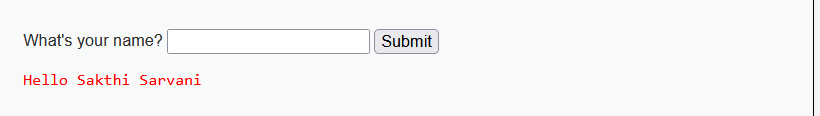 What's your name? Submit
Hello Sakthi Sarvani